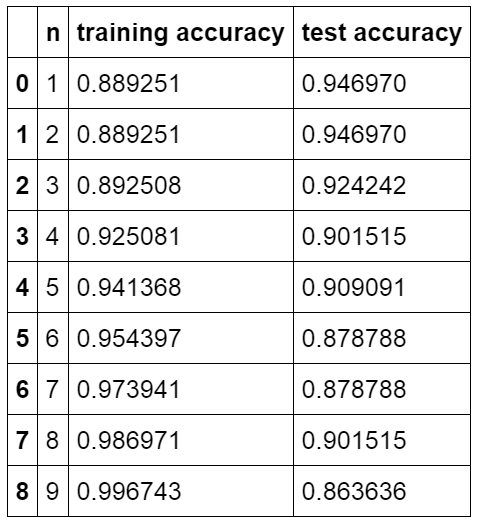 n training accuracy test accuracy
0 1 0.889251 0.946970
1 2 0.889251 0.946970
2 3 0.892508 0.924242
3 4 0.925081 0.901515
4 5 0.941368 0.909091
5 6 0.954397 0.878788
6 7 0.973941 0.878788
7 8 0.986971 0.901515
8 9 0.996743 0.863636